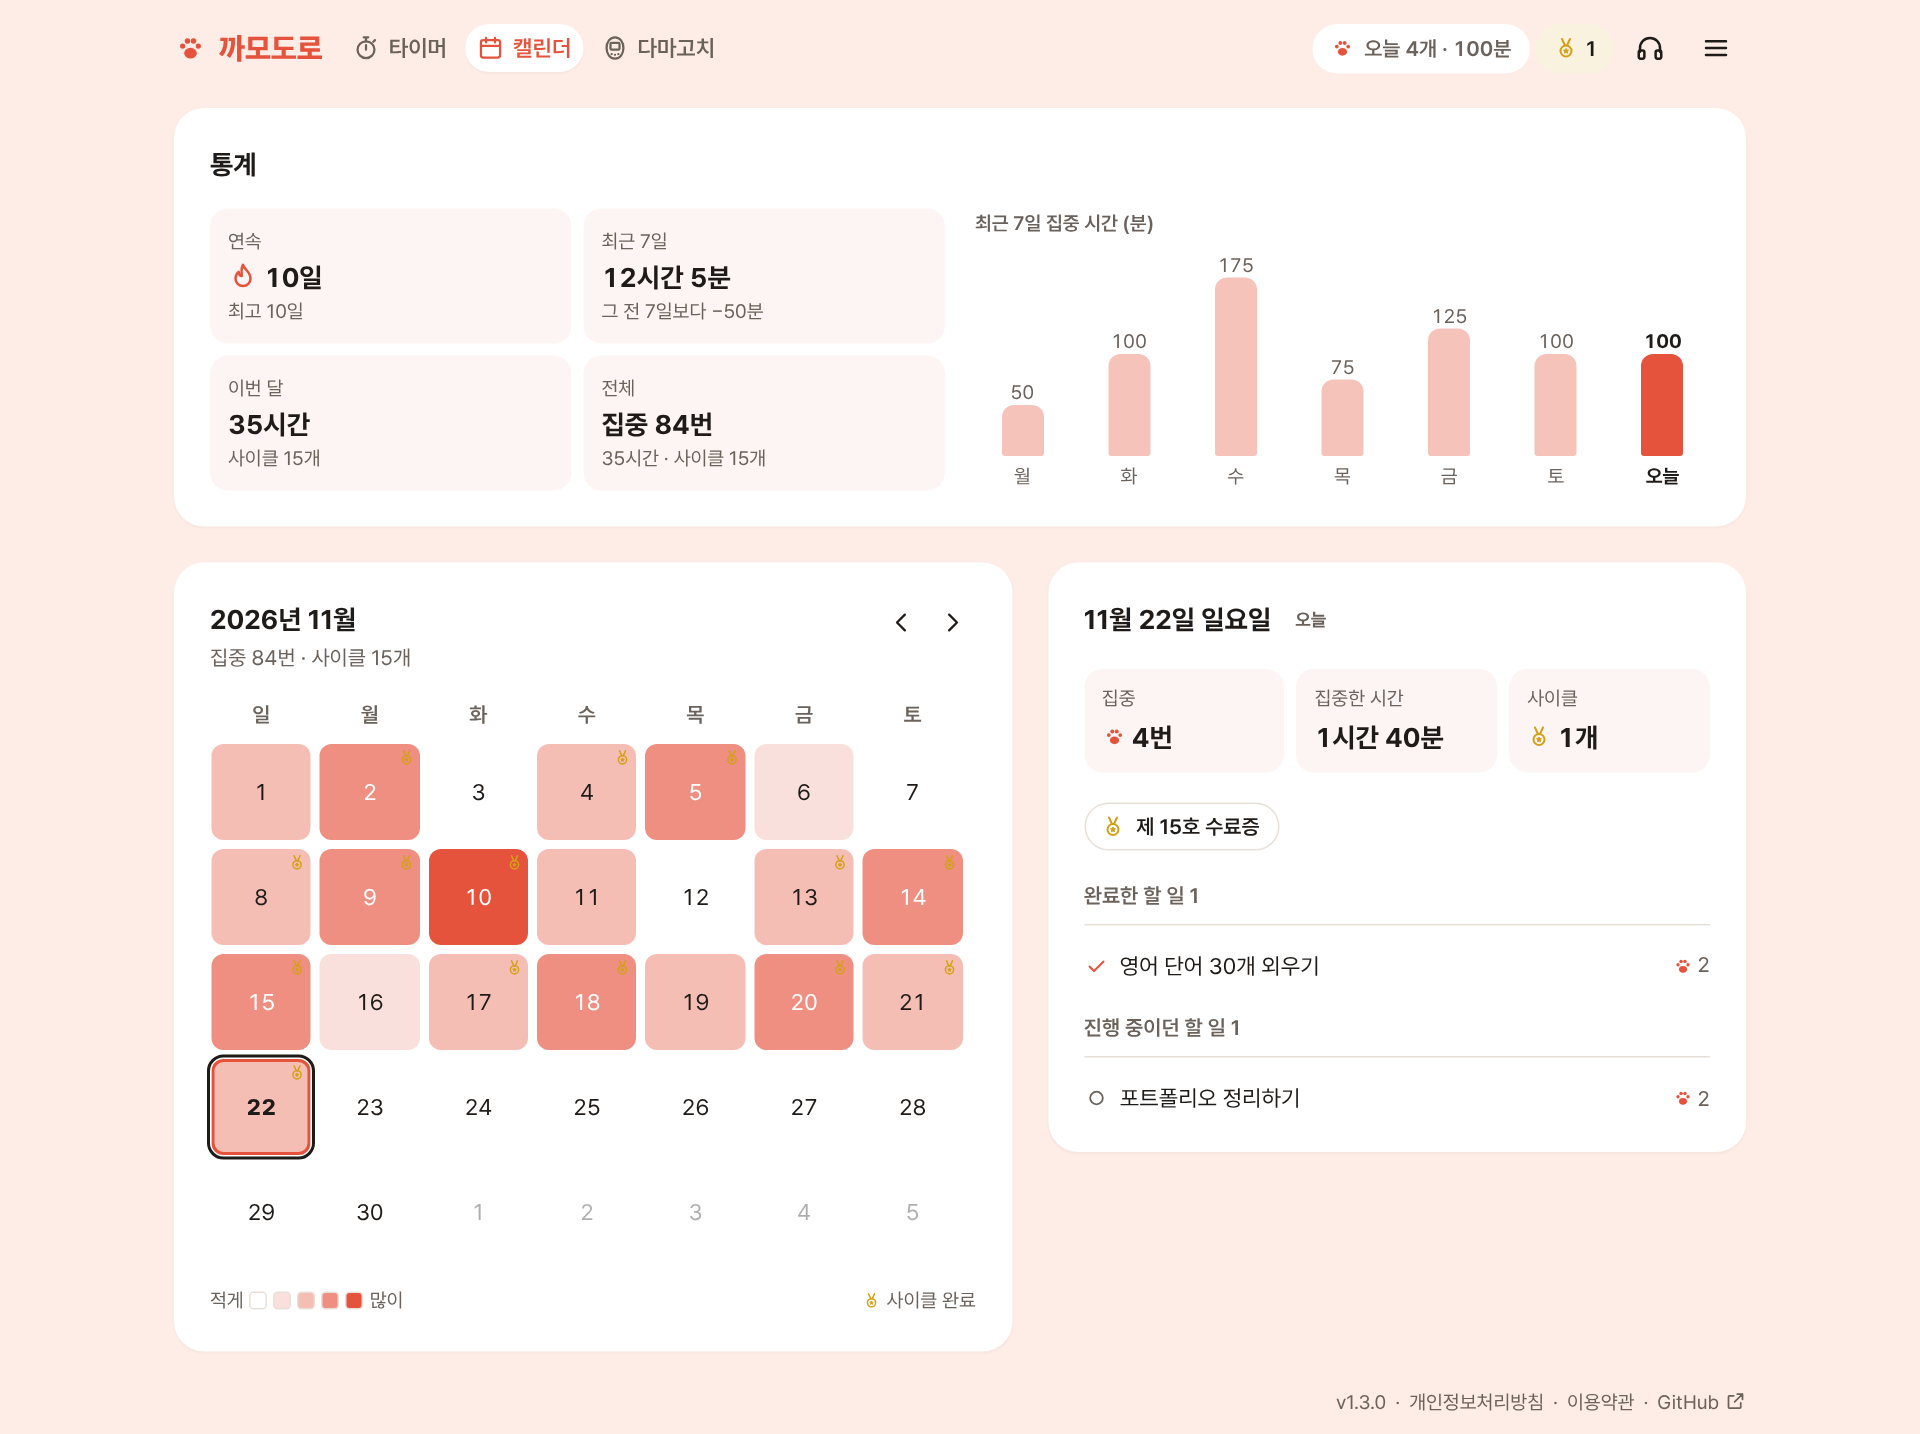 까모도로 타이머 캘린더 다마고치 오늘 4개 · 100분 1
통계
연속
10일
최고 10일
최근 7일
12시간 5분
그 전 7일보다 −50분
이번 달
35시간
사이클 15개
전체
집중 84번
35시간 · 사이클 15개
최근 7일 집중 시간 (분)
50 100 175 75 125 100 100
월 화 수 목 금 토 오늘
2026년 11월
집중 84번 · 사이클 15개
일 월 화 수 목 금 토
1 2 3 4 5 6 7
8 9 10 11 12 13 14
15 16 17 18 19 20 21
22 23 24 25 26 27 28
29 30 1 2 3 4 5
적게 많이 사이클 완료
11월 22일 일요일 오늘
집중
4번
집중한 시간
1시간 40분
사이클
1개
제 15호 수료증
완료한 할 일 1
영어 단어 30개 외우기 2
진행 중이던 할 일 1
포트폴리오 정리하기 2
v1.3.0 · 개인정보처리방침 · 이용약관 · GitHub